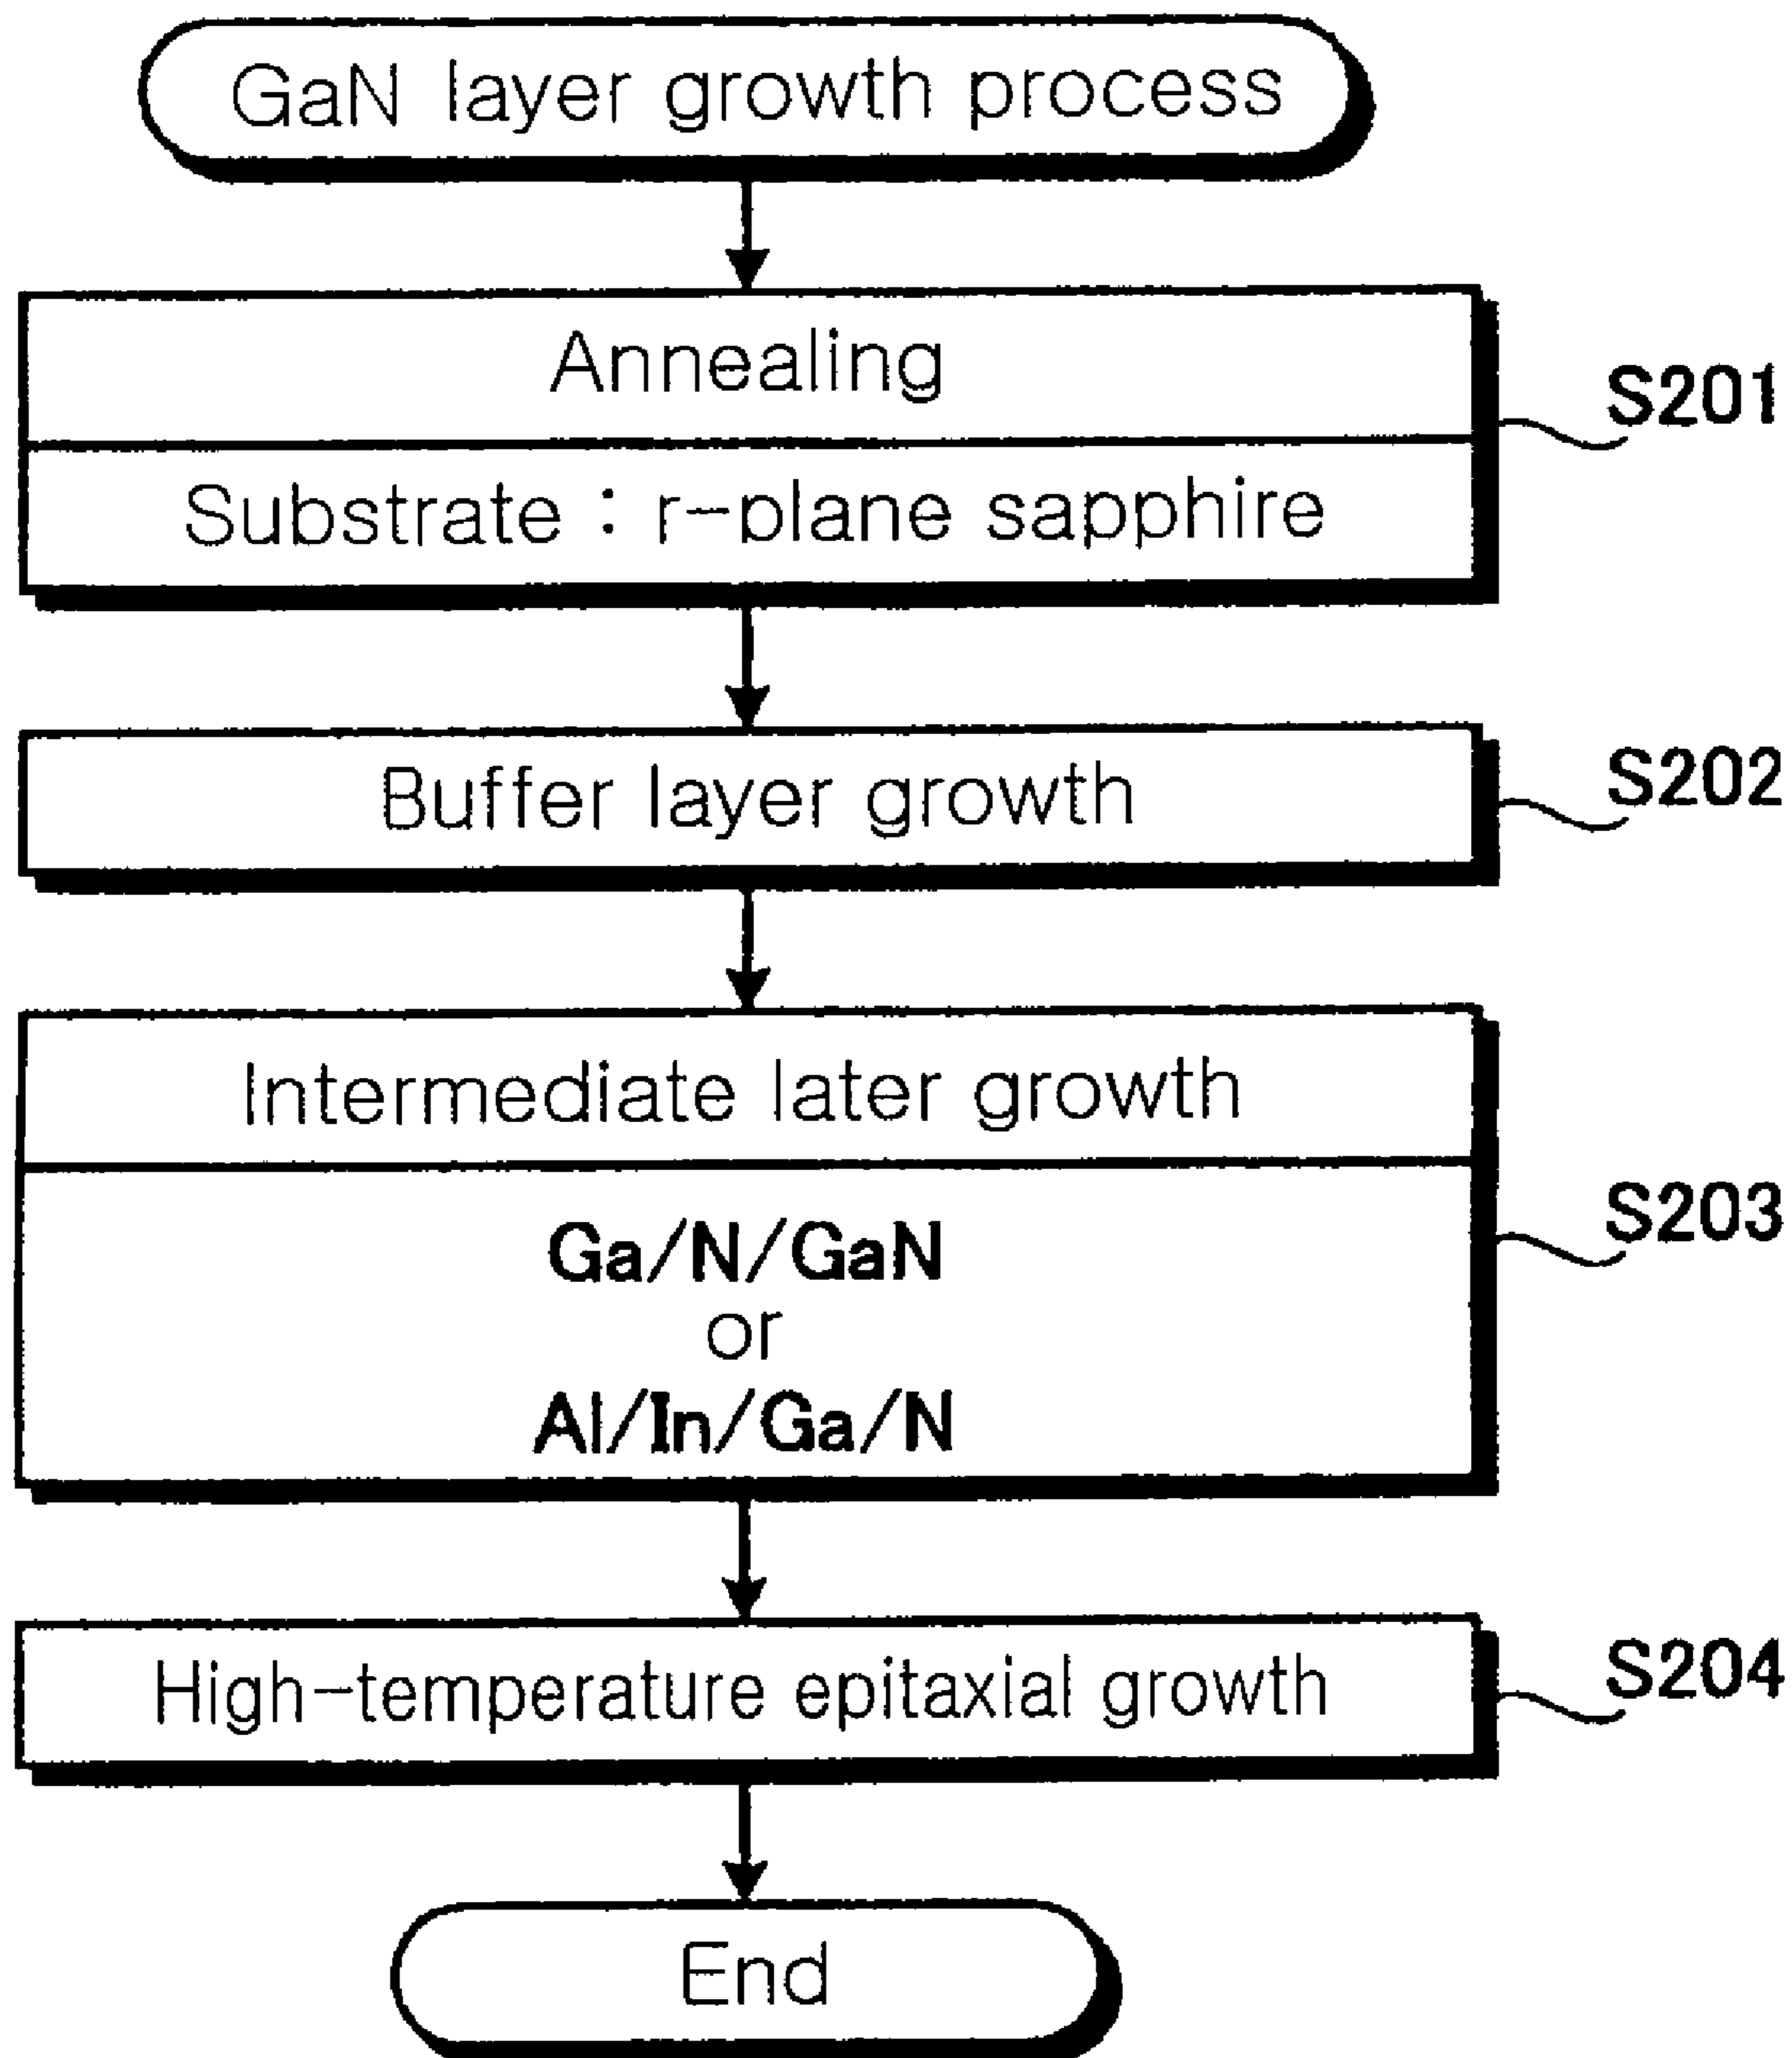 GaN layer growth process
Annealing
S201
Substrate : r-plane sapphire
Buffer layer growth
S202
Intermediate later growth
S203
Ga/N/GaN
or
Al/In/Ga/N
High-temperature epitaxial growth
S204
End